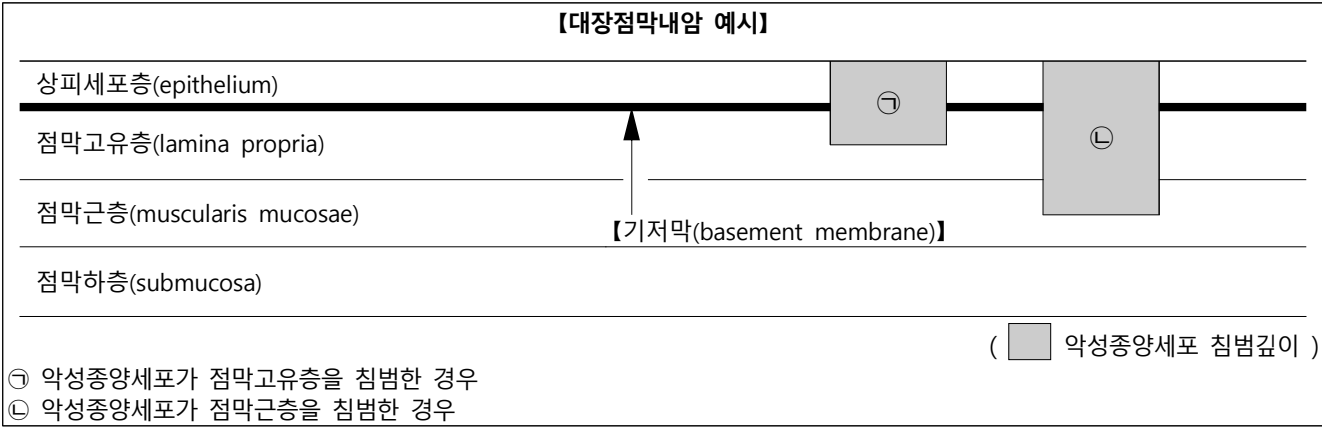 【대장점막내암 예시】
상피세포층(epithelium)
㉠
점막고유층(lamina propria)
㉡
점막근층(muscularis mucosae)
【기저막(basement membrane)】
점막하층(submucosa)
( 악성종양세포 침범깊이 )
㉠ 악성종양세포가 점막고유층을 침범한 경우
㉡ 악성종양세포가 점막근층을 침범한 경우